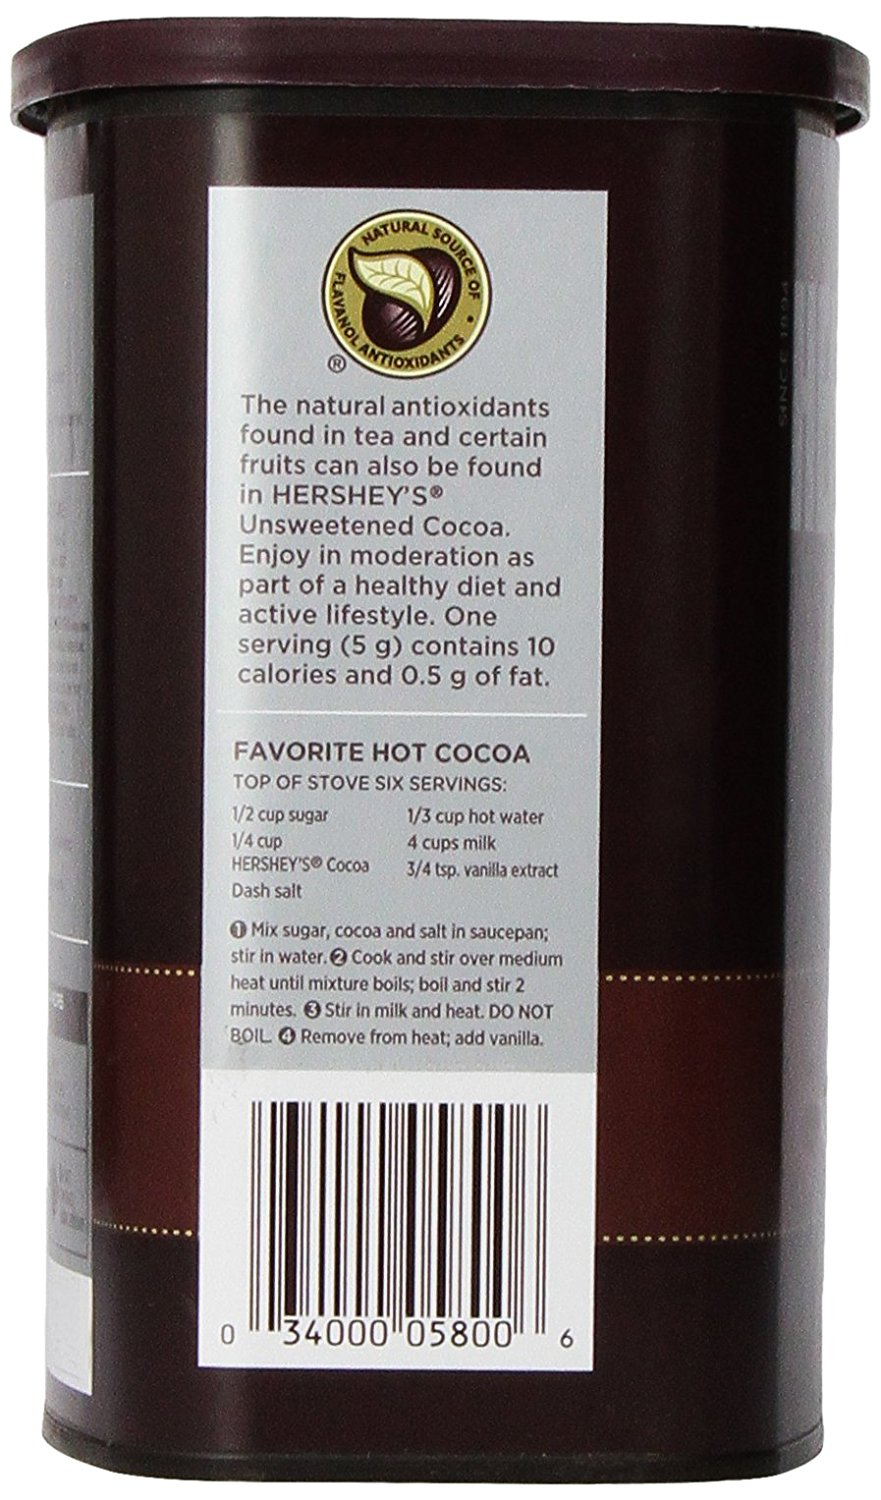 NATURAL SOURCE OF
FLAVANOL ANTIOXIDANTS •
®
The natural antioxidants
found in tea and certain
fruits can also be found
in HERSHEY'S®
Unsweetened Cocoa.
Enjoy in moderation as
part of a healthy diet and
active lifestyle. One
serving (5 g) contains 10
calories and 0.5 g of fat.
FAVORITE HOT COCOA
TOP OF STOVE SIX SERVINGS:
1/2 cup sugar
1/4 cup
HERSHEY'S® Cocoa
Dash salt
1/3 cup hot water
4 cups milk
3/4 tsp. vanilla extract
❶ Mix sugar, cocoa and salt in saucepan;
stir in water. ❷ Cook and stir over medium
heat until mixture boils; boil and stir 2
minutes. ❸ Stir in milk and heat. DO NOT
BOIL. ❹ Remove from heat; add vanilla.
0 34000 05800 6
SINCE 1894